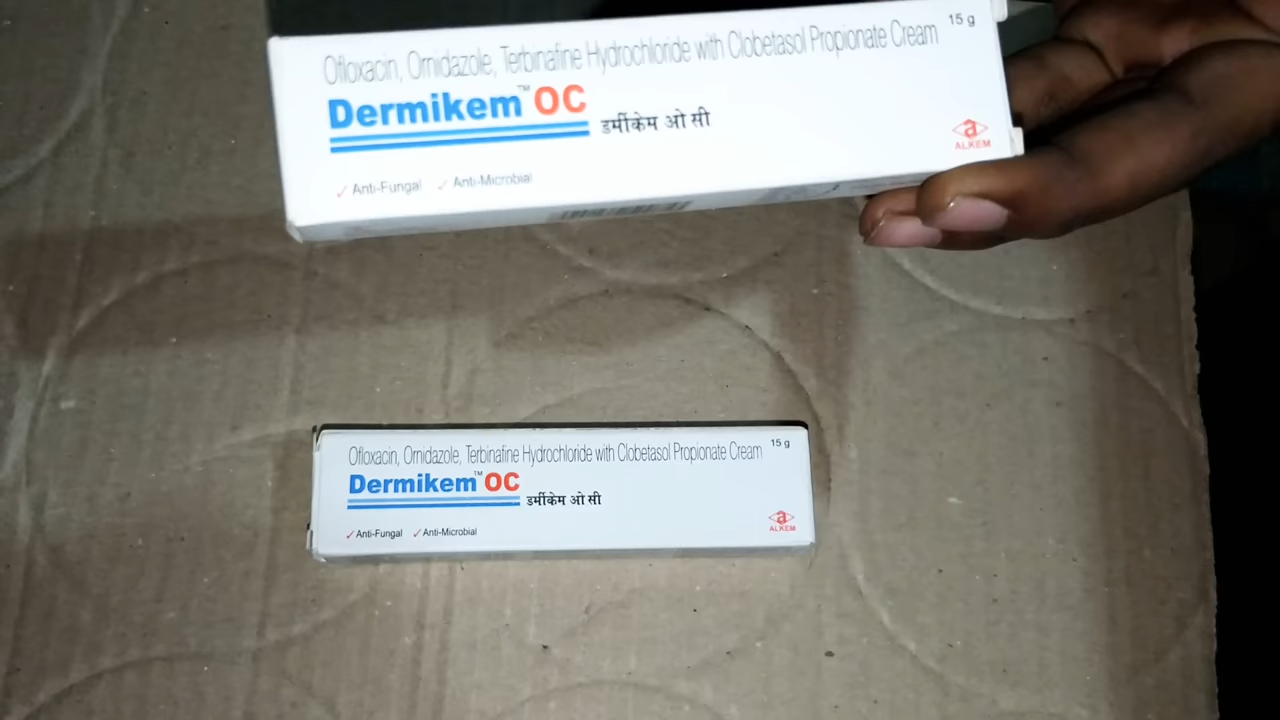 Ofloxacin, Ornidazole, Terbinafine Hydrochloride with Clobetasol Propionate Cream 15 g
Dermikem™ OC
डर्मीकेम ओ सी
✓ Anti-Fungal ✓ Anti-Microbial
a
ALKEM
Ofloxacin, Ornidazole, Terbinafine Hydrochloride with Clobetasol Propionate Cream 15 g
Dermikem™ OC
डर्मीकेम ओ सी
✓ Anti-Fungal ✓ Anti-Microbial
a
ALKEM